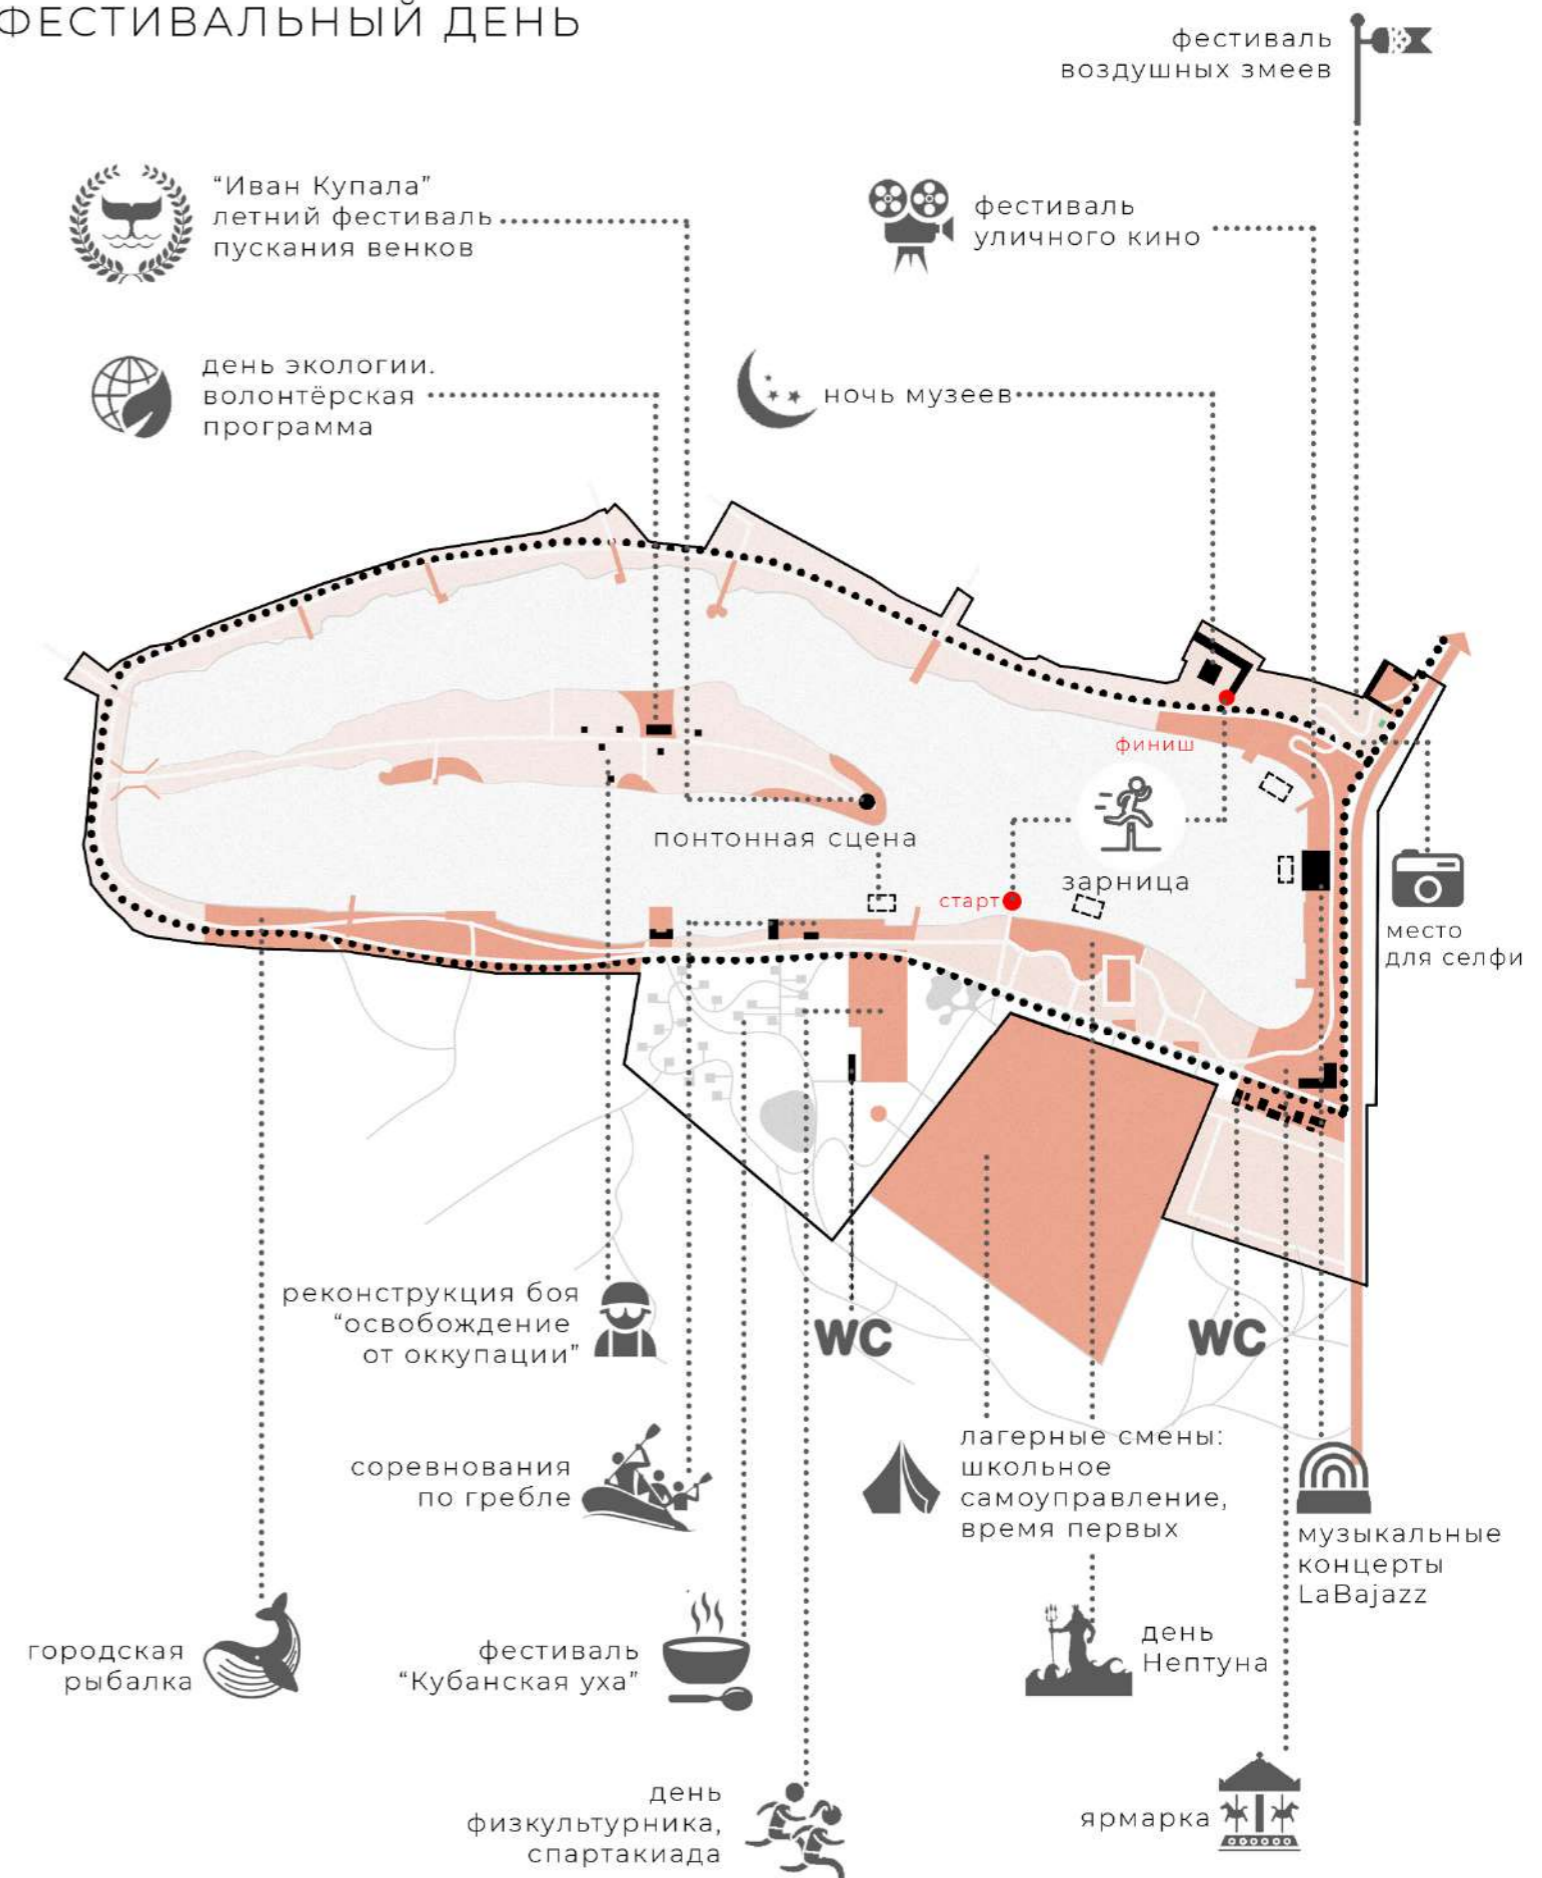 ФЕСТИВАЛЬНЫЙ ДЕНЬ
фестиваль
воздушных змеев
“Иван Купала”
летний фестиваль
пускания венков
фестиваль
уличного кино
день экологии.
волонтёрская
программа
ночь музеев
финиш
понтонная сцена
зарница
старт
место
для селфи
реконструкция боя
“освобождение
от оккупации”
WC
WC
соревнования
по гребле
лагерные смены:
школьное
самоуправление,
время первых
музыкальные
концерты
LaBajazz
городская
рыбалка
фестиваль
“Кубанская уха”
день
Нептуна
день
физкультурника,
спартакиада
ярмарка